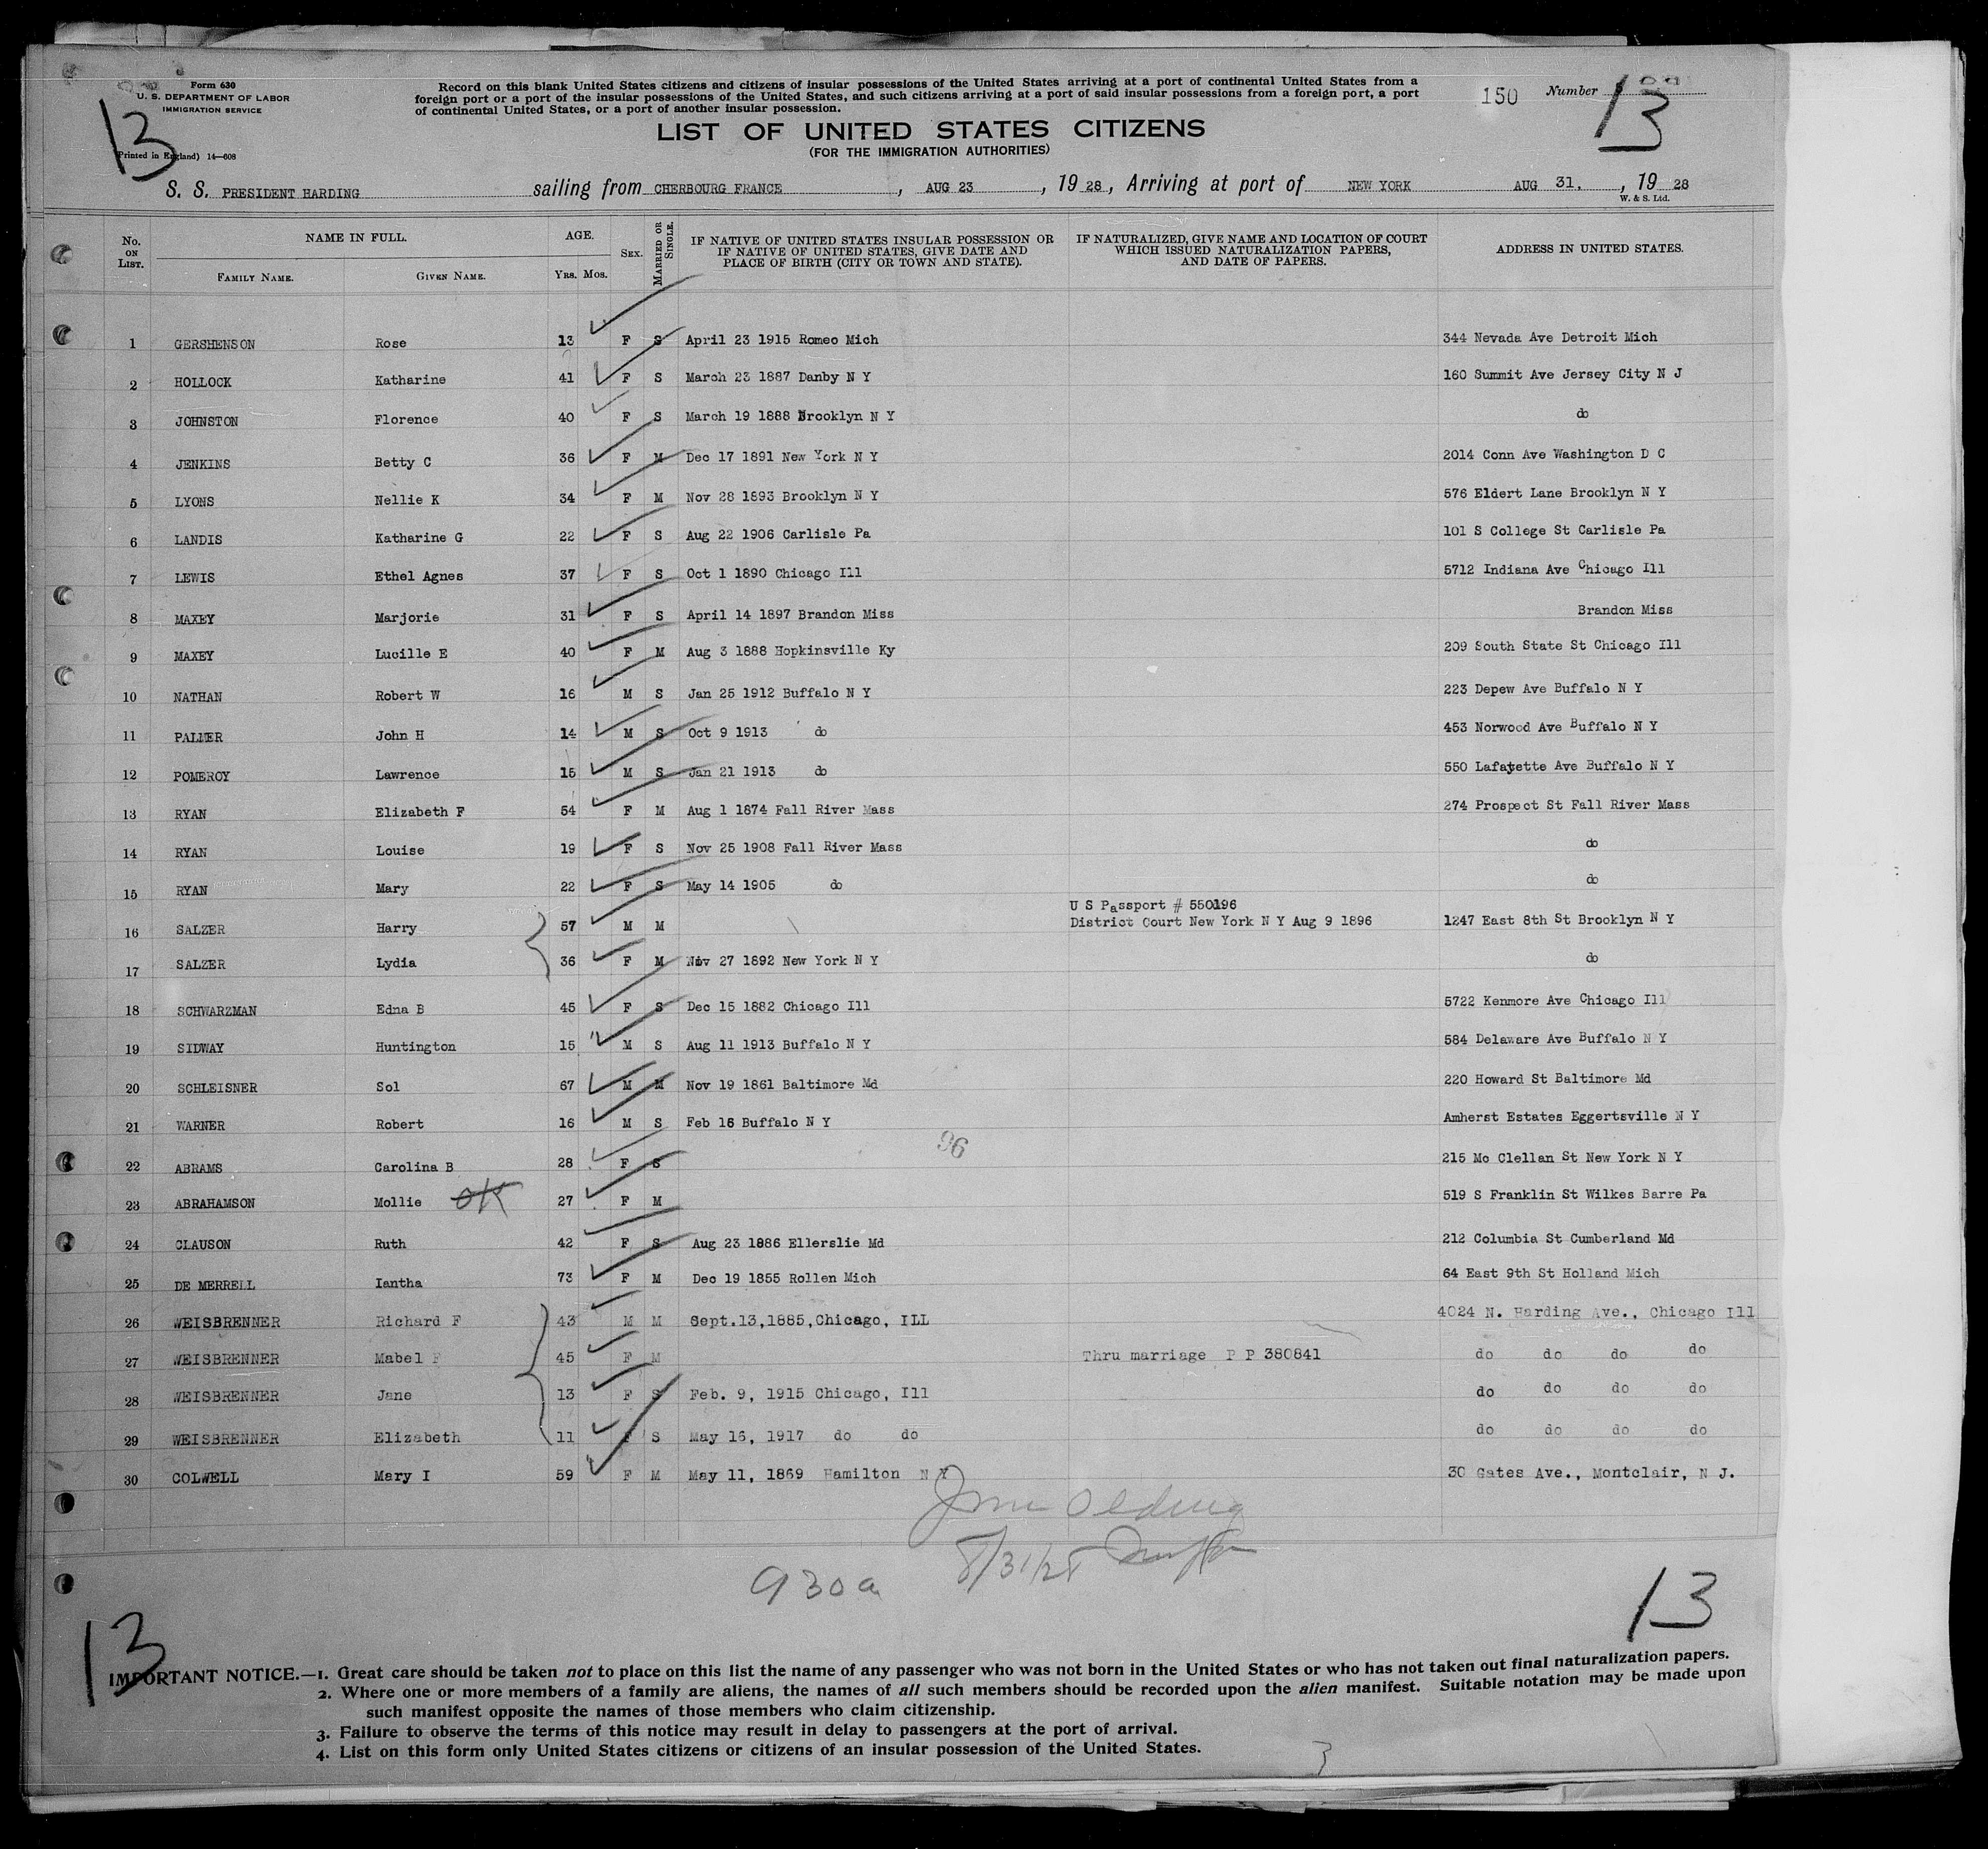 Form 630
U. S. DEPARTMENT OF LABOR
IMMIGRATION SERVICE
(Printed in England) 14—608
13
Record on this blank United States citizens and citizens of insular possessions of the United States arriving at a port of continental United States from a
foreign port or a port of the insular possessions of the United States, and such citizens arriving at a port of said insular possessions from a foreign port, a port
of continental United States, or a port of another insular possession.
150 Number 13
LIST OF UNITED STATES CITIZENS
(FOR THE IMMIGRATION AUTHORITIES)
S. S. PRESIDENT HARDING sailing from CHERBOURG FRANCE, AUG 23, 1928, Arriving at port of NEW YORK AUG 31., 1928
W. & S. Ltd.
No. ON LIST. NAME IN FULL. FAMILY NAME. GIVEN NAME. AGE. YRS. MOS. SEX. MARRIED OR SINGLE. IF NATIVE OF UNITED STATES INSULAR POSSESSION OR IF NATIVE OF UNITED STATES, GIVE DATE AND PLACE OF BIRTH (CITY OR TOWN AND STATE). IF NATURALIZED, GIVE NAME AND LOCATION OF COURT WHICH ISSUED NATURALIZATION PAPERS, AND DATE OF PAPERS. ADDRESS IN UNITED STATES.
1 GERSHENSON Rose 13 F S April 23 1915 Romeo Mich 344 Nevada Ave Detroit Mich
2 HOLLOCK Katharine 41 F S March 23 1887 Danby N Y 160 Summit Ave Jersey City N J
3 JOHNSTON Florence 40 F S March 19 1888 Brooklyn N Y do
4 JENKINS Betty C 36 F M Dec 17 1891 New York N Y 2014 Conn Ave Washington D C
5 LYONS Nellie K 34 F M Nov 28 1893 Brooklyn N Y 576 Eldert Lane Brooklyn N Y
6 LANDIS Katharine G 22 F S Aug 22 1906 Carlisle Pa 101 S College St Carlisle Pa
7 LEWIS Ethel Agnes 37 F S Oct 1 1890 Chicago Ill 5712 Indiana Ave Chicago Ill
8 MAXEY Marjorie 31 F S April 14 1897 Brandon Miss Brandon Miss
9 MAXEY Lucille E 40 F M Aug 3 1888 Hopkinsville Ky 209 South State St Chicago Ill
10 NATHAN Robert W 16 M S Jan 25 1912 Buffalo N Y 223 Depew Ave Buffalo N Y
11 PALMER John H 14 M S Oct 9 1913 do 453 Norwood Ave Buffalo N Y
12 POMEROY Lawrence 15 M S Jan 21 1913 do 550 Lafayette Ave Buffalo N Y
13 RYAN Elizabeth F 54 F M Aug 1 1874 Fall River Mass 274 Prospect St Fall River Mass
14 RYAN Louise 19 F S Nov 25 1908 Fall River Mass do
15 RYAN Mary 22 F S May 14 1905 do do
U S Passport # 550196
16 SALZER Harry 57 M M District Court New York N Y Aug 9 1896 1247 East 8th St Brooklyn N Y
17 SALZER Lydia 36 F M Nov 27 1892 New York N Y do
18 SCHWARZMAN Edna B 45 F S Dec 15 1882 Chicago Ill 5722 Kenmore Ave Chicago Ill
19 SIDWAY Huntington 15 M S Aug 11 1913 Buffalo N Y 584 Delaware Ave Buffalo N Y
20 SCHLEISNER Sol 67 M M Nov 19 1861 Baltimore Md 220 Howard St Baltimore Md
21 WARNER Robert 16 M S Feb 16 Buffalo N Y Amherst Estates Eggertsville N Y
96
22 ABRAMS Carolina B 28 F S 215 Mc Clellan St New York N Y
23 ABRAHAMSON Mollie OK 27 F M 519 S Franklin St Wilkes Barre Pa
24 CLAUSON Ruth 42 F S Aug 23 1886 Ellerslie Md 212 Columbia St Cumberland Md
25 DE MERRELL Iantha 73 F M Dec 19 1855 Rollen Mich 64 East 9th St Holland Mich
26 WEISBRENNER Richard F 43 M M Sept.13,1885,Chicago, ILL 4024 N. Harding Ave., Chicago Ill
27 WEISBRENNER Mabel F 45 F M Thru marriage P P 380841 do do do do
28 WEISBRENNER Jane 13 F S Feb. 9, 1915 Chicago, Ill do do do do
29 WEISBRENNER Elizabeth 11 F S May 16, 1917 do do do do do do
30 COLWELL Mary I 59 F M May 11, 1869 Hamilton N Y 30 Gates Ave., Montclair, N J.
8/31/28
930a
13
13
IMPORTANT NOTICE.—1. Great care should be taken not to place on this list the name of any passenger who was not born in the United States or who has not taken out final naturalization papers.
2. Where one or more members of a family are aliens, the names of all such members should be recorded upon the alien manifest. Suitable notation may be made upon
such manifest opposite the names of those members who claim citizenship.
3. Failure to observe the terms of this notice may result in delay to passengers at the port of arrival.
4. List on this form only United States citizens or citizens of an insular possession of the United States.
3